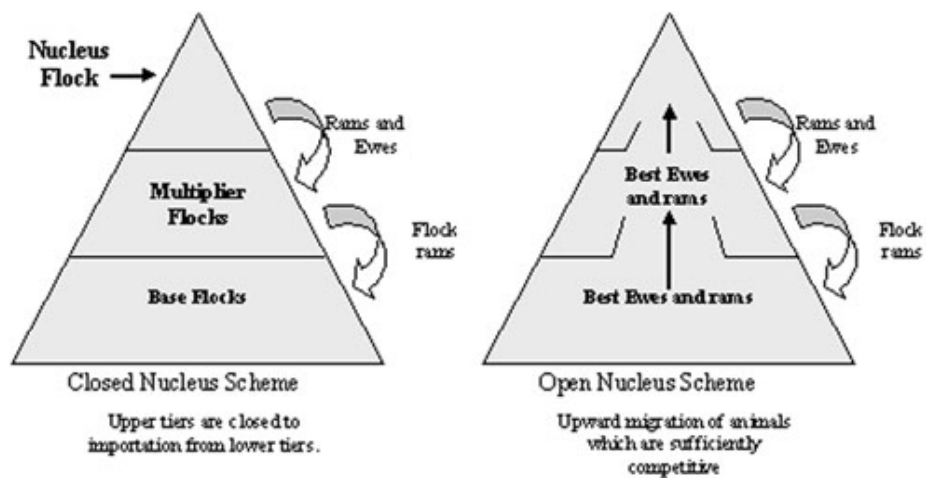 Nucleus
Flock
Rams and
Ewes
Multiplier
Flocks
Flock
rams
Base Flocks
Closed Nucleus Scheme
Upper tiers are closed to
importation from lower tiers.
Rams and
Ewes
Best Ewes
and rams
Flock
rams
Best Ewes and rams
Open Nucleus Scheme
Upward migration of animals
which are sufficiently
competitive